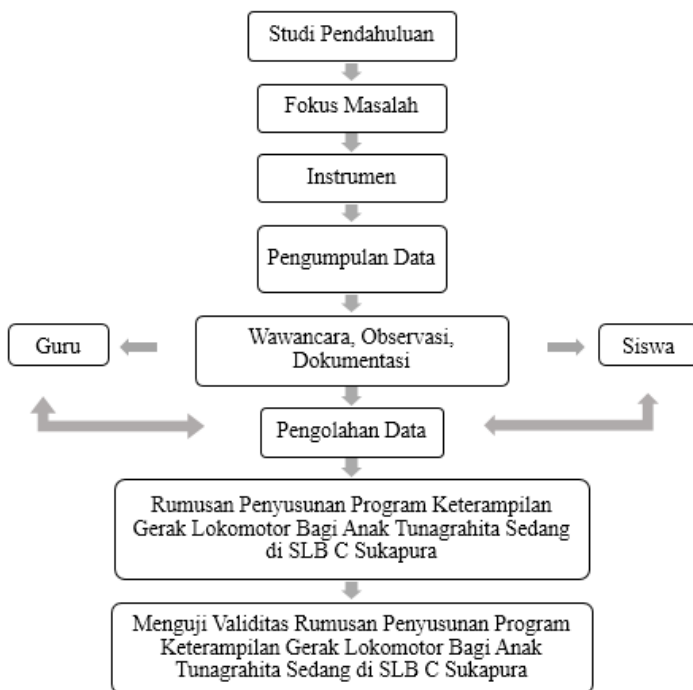 Studi Pendahuluan
Fokus Masalah
Instrumen
Pengumpulan Data
Guru
Wawancara, Observasi,
Dokumentasi
Siswa
Pengolahan Data
Rumusan Penyusunan Program Keterampilan
Gerak Lokomotor Bagi Anak Tunagrahita Sedang
di SLB C Sukapura
Menguji Validitas Rumusan Penyusunan Program
Keterampilan Gerak Lokomotor Bagi Anak
Tunagrahita Sedang di SLB C Sukapura